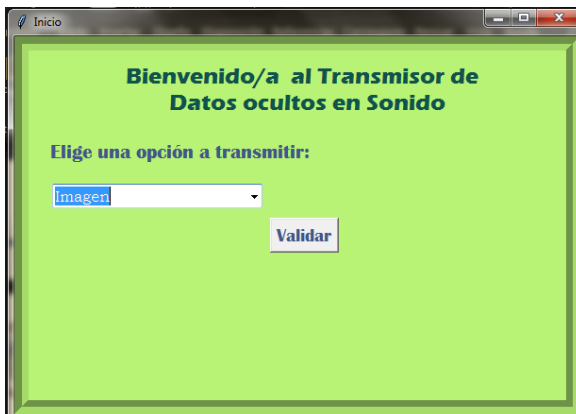 Inicio
Bienvenido/a al Transmisor de
Datos ocultos en Sonido
Elige una opción a transmitir:
Imagen
Validar